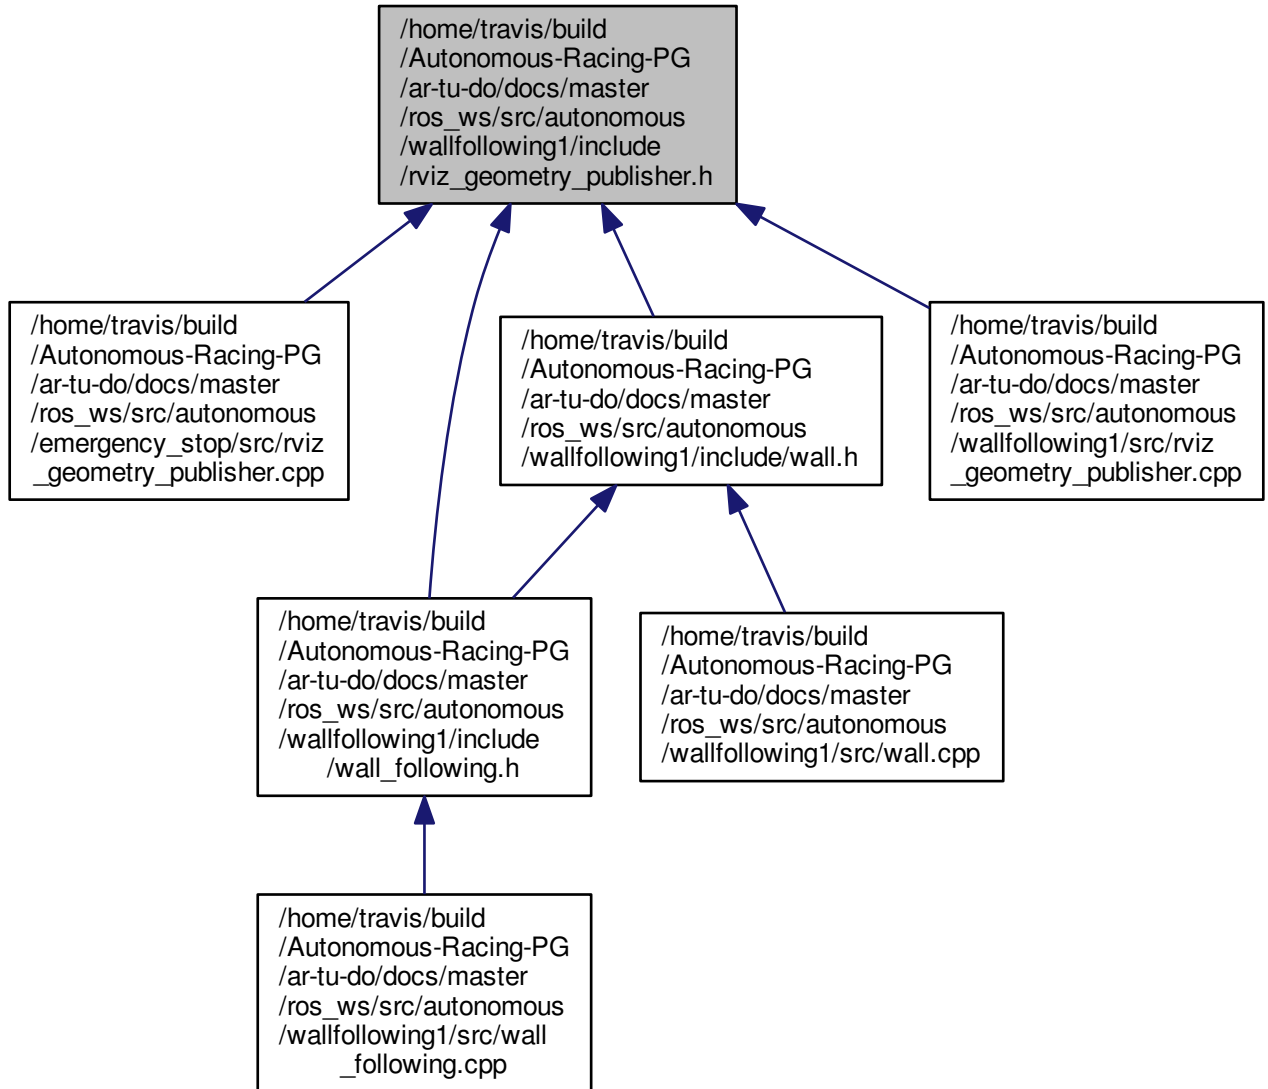 /home/travis/build
/Autonomous-Racing-PG
/ar-tu-do/docs/master
/ros_ws/src/autonomous
/wallfollowing1/include
/rviz_geometry_publisher.h
/home/travis/build
/Autonomous-Racing-PG
/ar-tu-do/docs/master
/ros_ws/src/autonomous
/emergency_stop/src/rviz
_geometry_publisher.cpp
/home/travis/build
/Autonomous-Racing-PG
/ar-tu-do/docs/master
/ros_ws/src/autonomous
/wallfollowing1/include/wall.h
/home/travis/build
/Autonomous-Racing-PG
/ar-tu-do/docs/master
/ros_ws/src/autonomous
/wallfollowing1/src/rviz
_geometry_publisher.cpp
/home/travis/build
/Autonomous-Racing-PG
/ar-tu-do/docs/master
/ros_ws/src/autonomous
/wallfollowing1/include
/wall_following.h
/home/travis/build
/Autonomous-Racing-PG
/ar-tu-do/docs/master
/ros_ws/src/autonomous
/wallfollowing1/src/wall.cpp
/home/travis/build
/Autonomous-Racing-PG
/ar-tu-do/docs/master
/ros_ws/src/autonomous
/wallfollowing1/src/wall
_following.cpp